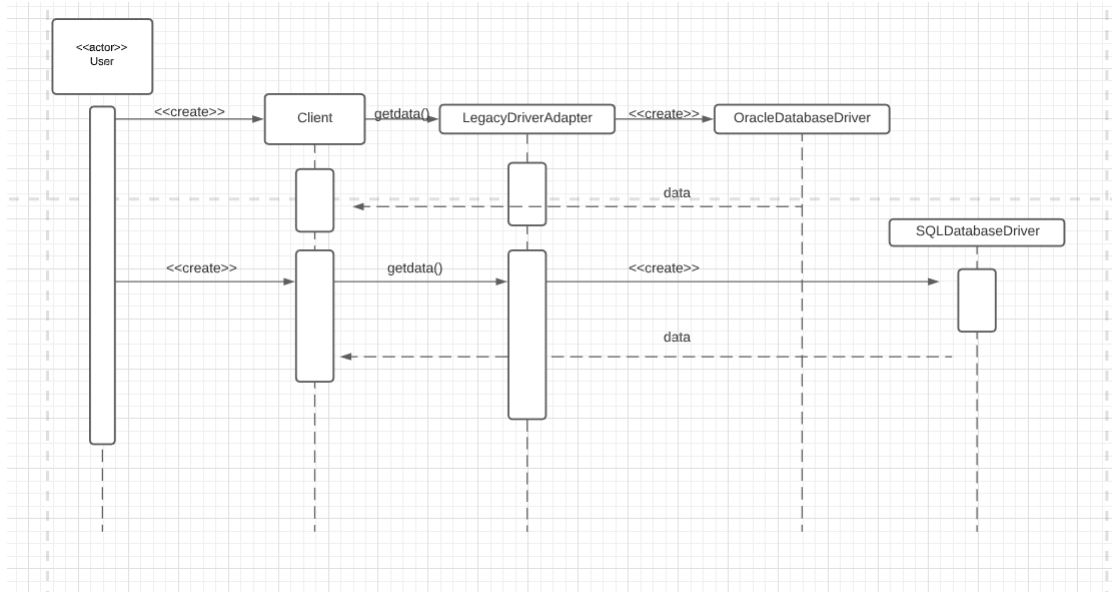 <<actor>>
User
<<create>>
Client
getdata()
LegacyDriverAdapter
<<create>>
OracleDatabaseDriver
data
SQLDatabaseDriver
<<create>>
getdata()
<<create>>
data